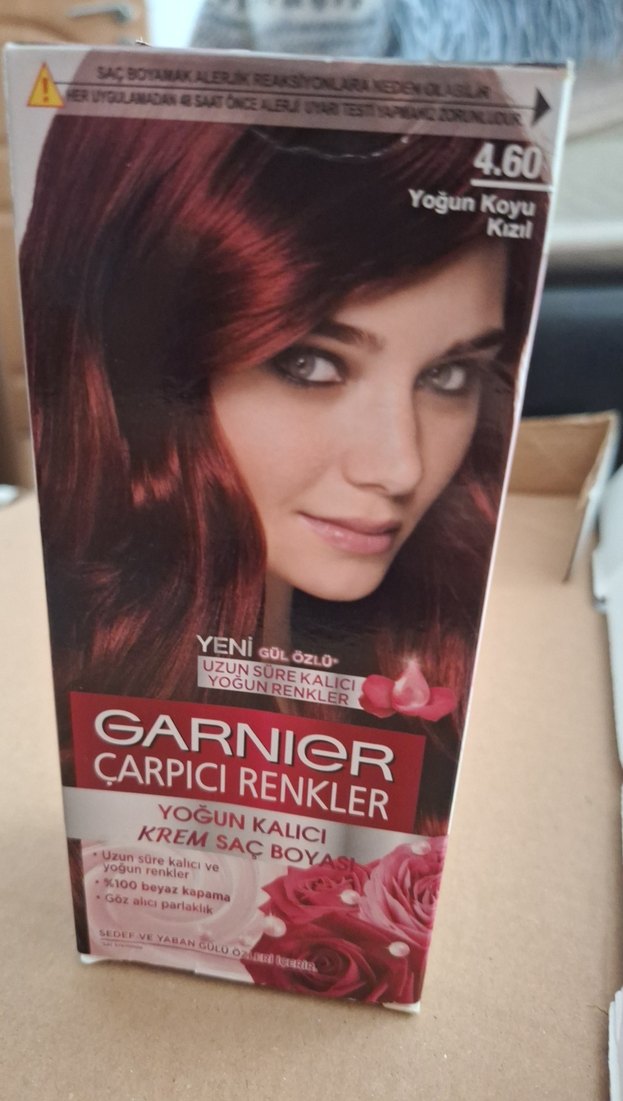 SAÇ BOYAMAK ALERJİK REAKSİYONLARA NEDEN OLABİLİR
HER UYGULAMADAN 48 SAAT ÖNCE ALERJİ UYARI TESTİ YAPMANIZ ZORUNLUDUR.
4.60
Yoğun Koyu
Kızıl
YENİ GÜL ÖZLÜ*
UZUN SÜRE KALICI
YOĞUN RENKLER
GARNIER
ÇARPICI RENKLER
YOĞUN KALICI
KREM SAÇ BOYASI
• Uzun süre kalıcı ve
yoğun renkler
• %100 beyaz kapama
• Göz alıcı parlaklık
SEDEF VE YABAN GÜLÜ ÖZLERİ İÇERİR.